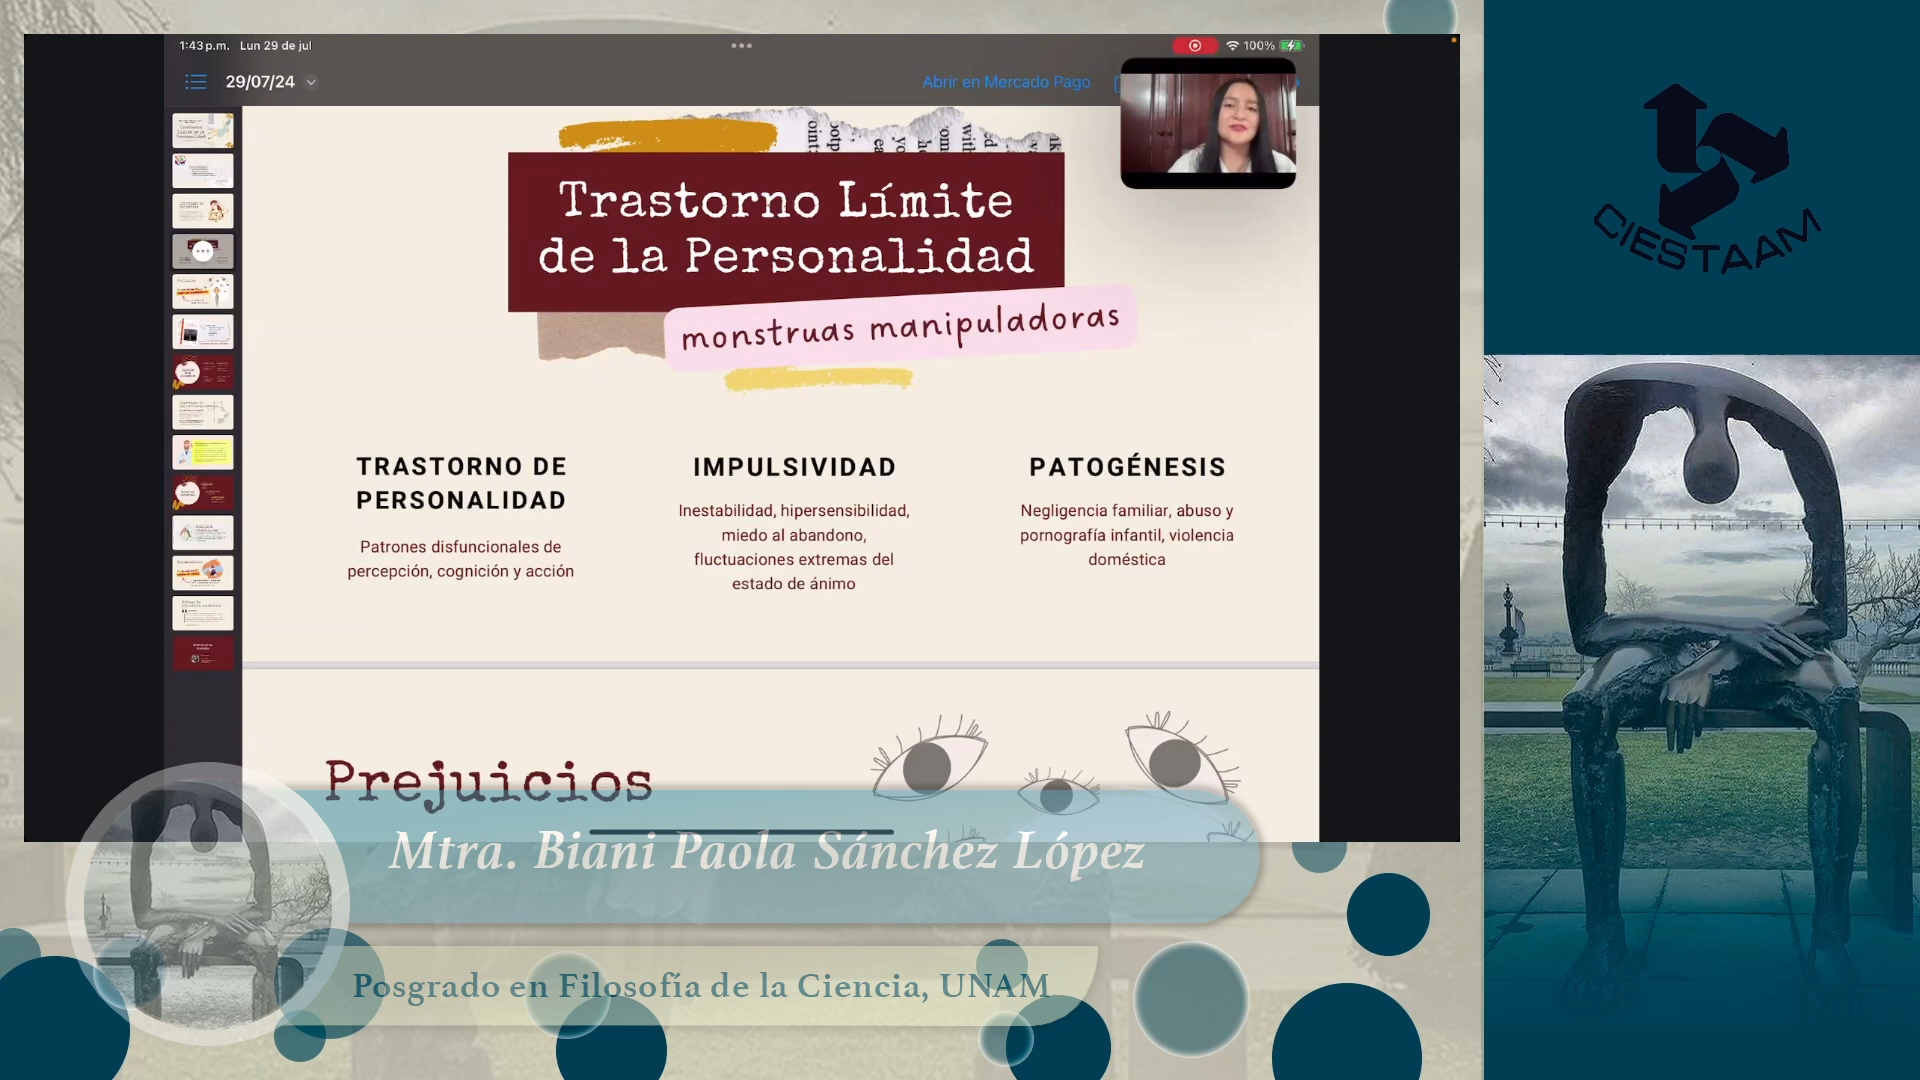 1:43 p.m. Lun 29 de jul
100%
29/07/24
Abrir en Mercado Pago
Trastorno Límite
de la Personalidad
monstruas manipuladoras
TRASTORNO DE
PERSONALIDAD
Patrones disfuncionales de
percepción, cognición y acción
IMPULSIVIDAD
Inestabilidad, hipersensibilidad,
miedo al abandono,
fluctuaciones extremas del
estado de ánimo
PATOGÉNESIS
Negligencia familiar, abuso y
pornografía infantil, violencia
doméstica
Prejuicios
Mtra. Biani Paola Sánchez López
Posgrado en Filosofía de la Ciencia, UNAM
CIESTAAM